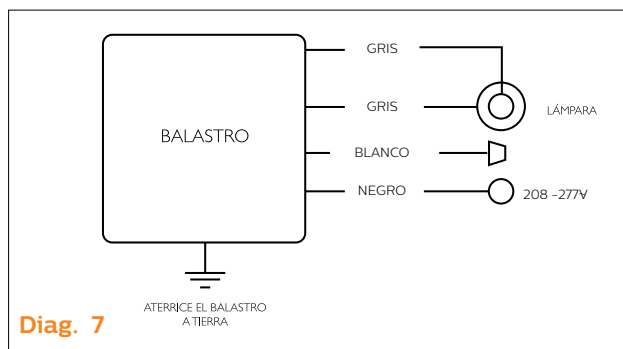 GRIS
GRIS
LÁMPARA
BALASTRO
BLANCO
NEGRO
208 -277V
ATERRICE EL BALASTRO
A TIERRA
Diag. 7